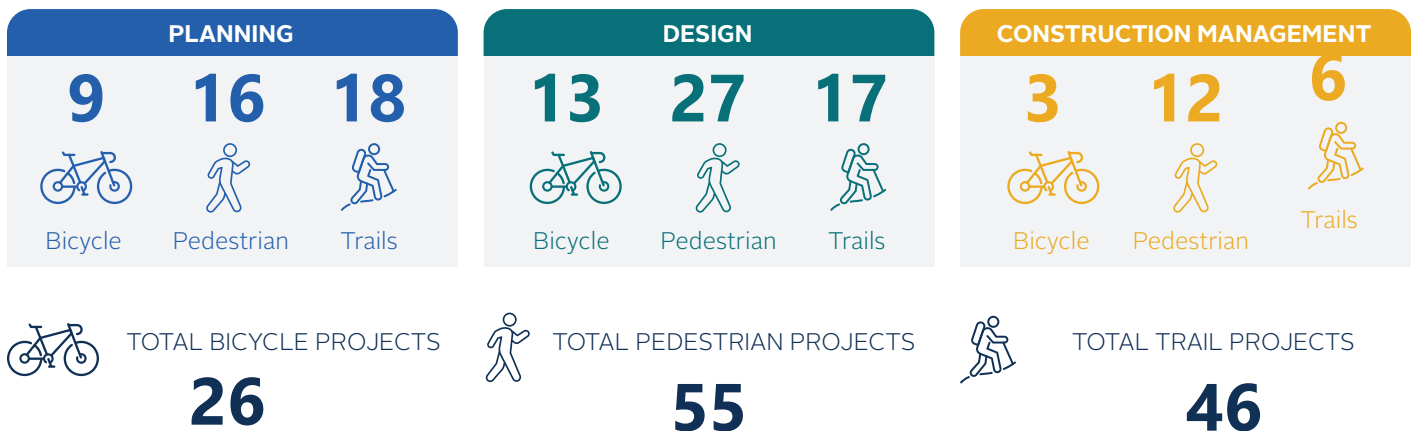 PLANNING
9 16 18
Bicycle Pedestrian Trails
DESIGN
13 27 17
Bicycle Pedestrian Trails
CONSTRUCTION MANAGEMENT
3 12 6
Bicycle Pedestrian Trails
TOTAL BICYCLE PROJECTS
26
TOTAL PEDESTRIAN PROJECTS
55
TOTAL TRAIL PROJECTS
46